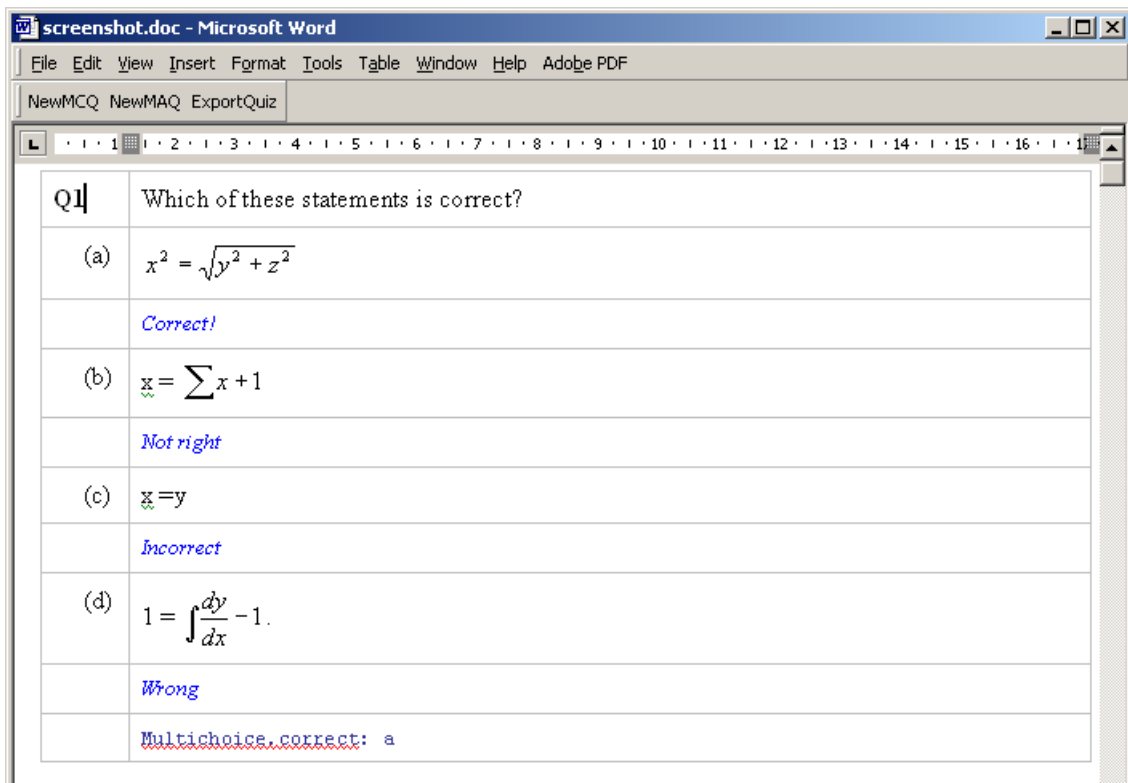 screenshot.doc - Microsoft Word
File Edit View Insert Format Tools Table Window Help Adobe PDF
NewMCQ NewMAQ ExportQuiz
L · 1 · 2 · 3 · 4 · 5 · 6 · 7 · 8 · 9 · 10 · 11 · 12 · 13 · 14 · 15 · 16 ·
Q1 Which of these statements is correct?
(a) x² = √(y² + z²)
Correct!
(b) x = ∑ x + 1
Not right
(c) x =y
Incorrect
(d) 1 = ∫ dy/dx − 1.
Wrong
Multichoice.correct: a